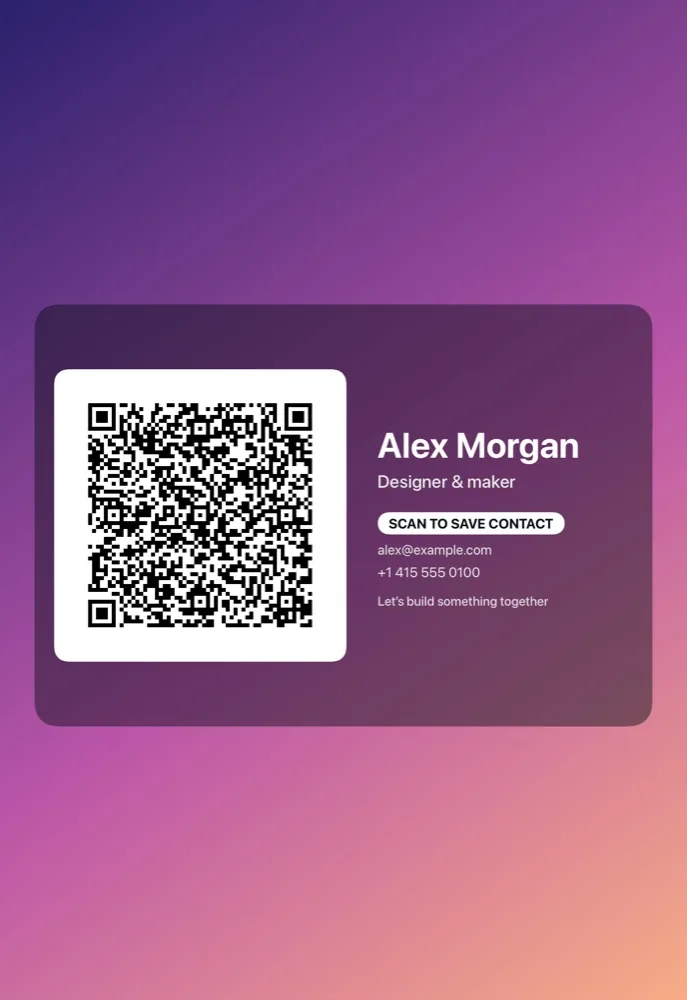 Alex Morgan
Designer & maker
SCAN TO SAVE CONTACT
alex@example.com
+1 415 555 0100
Let's build something together